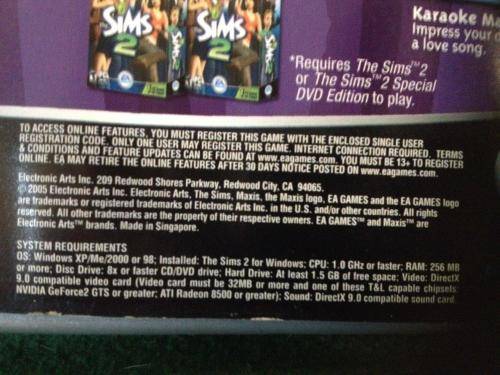 THE SIMS 2
SIMS 2
Karaoke M
Impress your
a love song.
*Requires The Sims™ 2
or The Sims™ 2 Special
DVD Edition to play.
TO ACCESS ONLINE FEATURES, YOU MUST REGISTER THIS GAME WITH THE ENCLOSED SINGLE USER
REGISTRATION CODE. ONLY ONE USER MAY REGISTER THIS GAME. INTERNET CONNECTION REQUIRED. TERMS
& CONDITIONS AND FEATURE UPDATES CAN BE FOUND AT www.eagames.com. YOU MUST BE 13+ TO REGISTER
ONLINE. EA MAY RETIRE THE ONLINE FEATURES AFTER 30 DAYS NOTICE POSTED ON www.eagames.com.
Electronic Arts Inc. 209 Redwood Shores Parkway, Redwood City, CA 94065.
© 2005 Electronic Arts Inc. Electronic Arts, The Sims, Maxis, the Maxis logo, EA GAMES and the EA GAMES logo
are trademarks or registered trademarks of Electronic Arts Inc. in the U.S. and/or other countries. All rights
reserved. All other trademarks are the property of their respective owners. EA GAMES™ and Maxis™ are
Electronic Arts™ brands. Made in Singapore.
SYSTEM REQUIREMENTS
OS: Windows XP/Me/2000 or 98; Installed: The Sims 2 for Windows; CPU: 1.0 GHz or faster; RAM: 256 MB
or more; Disc Drive: 8x or faster CD/DVD drive; Hard Drive: At least 1.5 GB of free space; Video: DirectX
9.0 compatible video card (Video card must be 32MB or more and one of these T&L capable chipsets:
NVIDIA GeForce2 GTS or greater; ATI Radeon 8500 or greater); Sound: DirectX 9.0 compatible sound card.